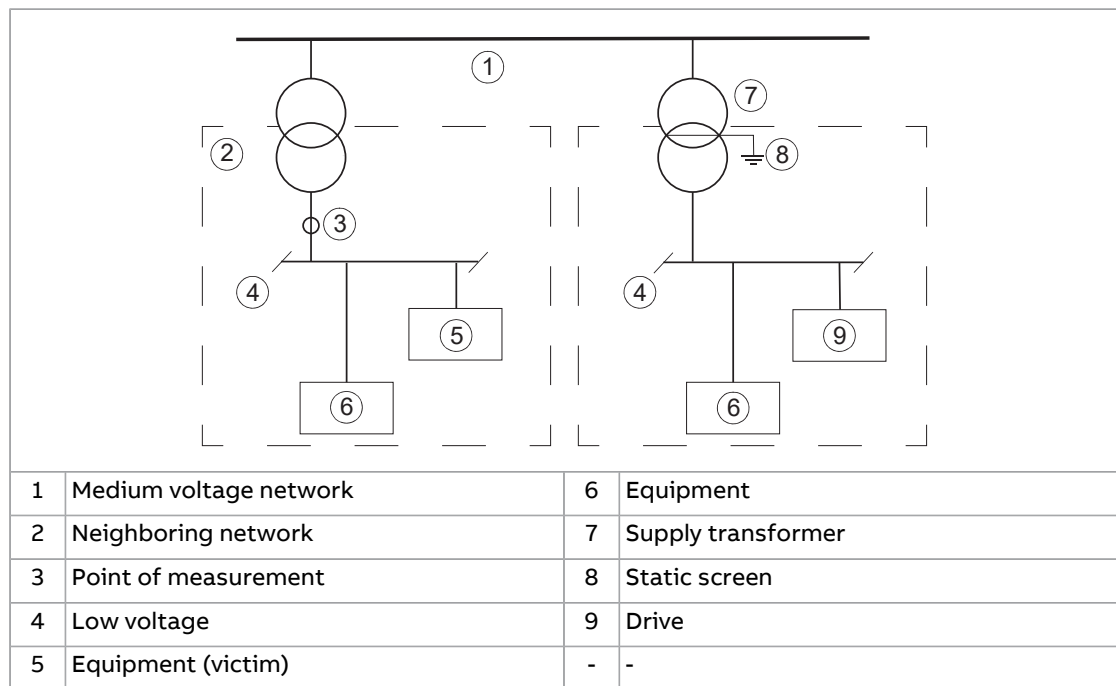 1
7
2
8
3
4
4
5
9
6
6
1 Medium voltage network 6 Equipment
2 Neighboring network 7 Supply transformer
3 Point of measurement 8 Static screen
4 Low voltage 9 Drive
5 Equipment (victim) - -